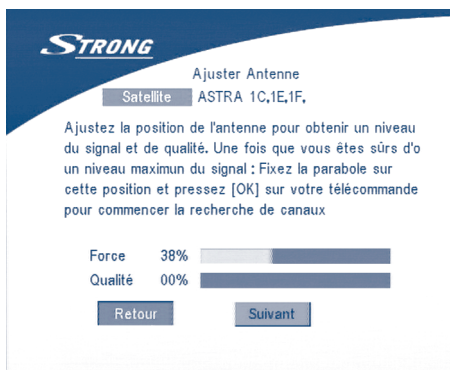 STRONG
Ajuster Antenne
Satellite ASTRA 1C,1E,1F,
Ajustez la position de l'antenne pour obtenir un niveau
du signal et de qualité. Une fois que vous êtes sûrs d'o
un niveau maximun du signal : Fixez la parabole sur
cette position et pressez [OK] sur votre télécommande
pour commencer la recherche de canaux
Force 38%
Qualité 00%
Retour Suivant